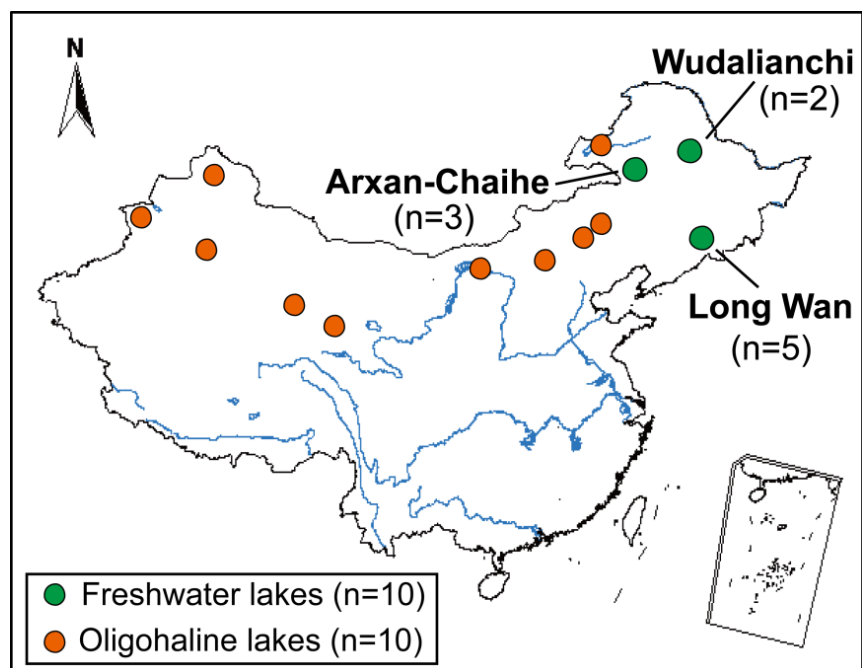 N
Wudalianchi
(n=2)
Arxan-Chaihe
(n=3)
Long Wan
(n=5)
Freshwater lakes (n=10)
Oligohaline lakes (n=10)